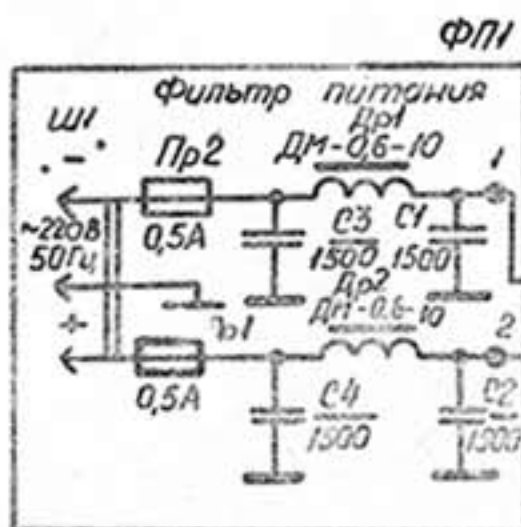 ФП1
Фильтр питания
Ш1
Др1
ДМ-0,6-10
Пр2
1
~220В
50Гц
0,5А
С3
1500
С1
1500
Др2
ДМ-0,6-10
Пр1
2
0,5А
С4
1500
С2
1500